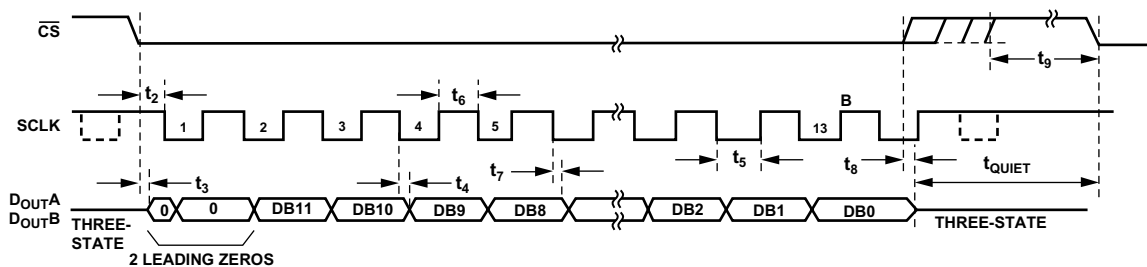 CS
t9
t2
t6
B
SCLK
1
2
3
4
5
13
t5
t8
tQUIET
t3
t4
t7
DOUTA
DOUTB
0
0
DB11
DB10
DB9
DB8
DB2
DB1
DB0
THREE-
STATE
THREE-STATE
2 LEADING ZEROS